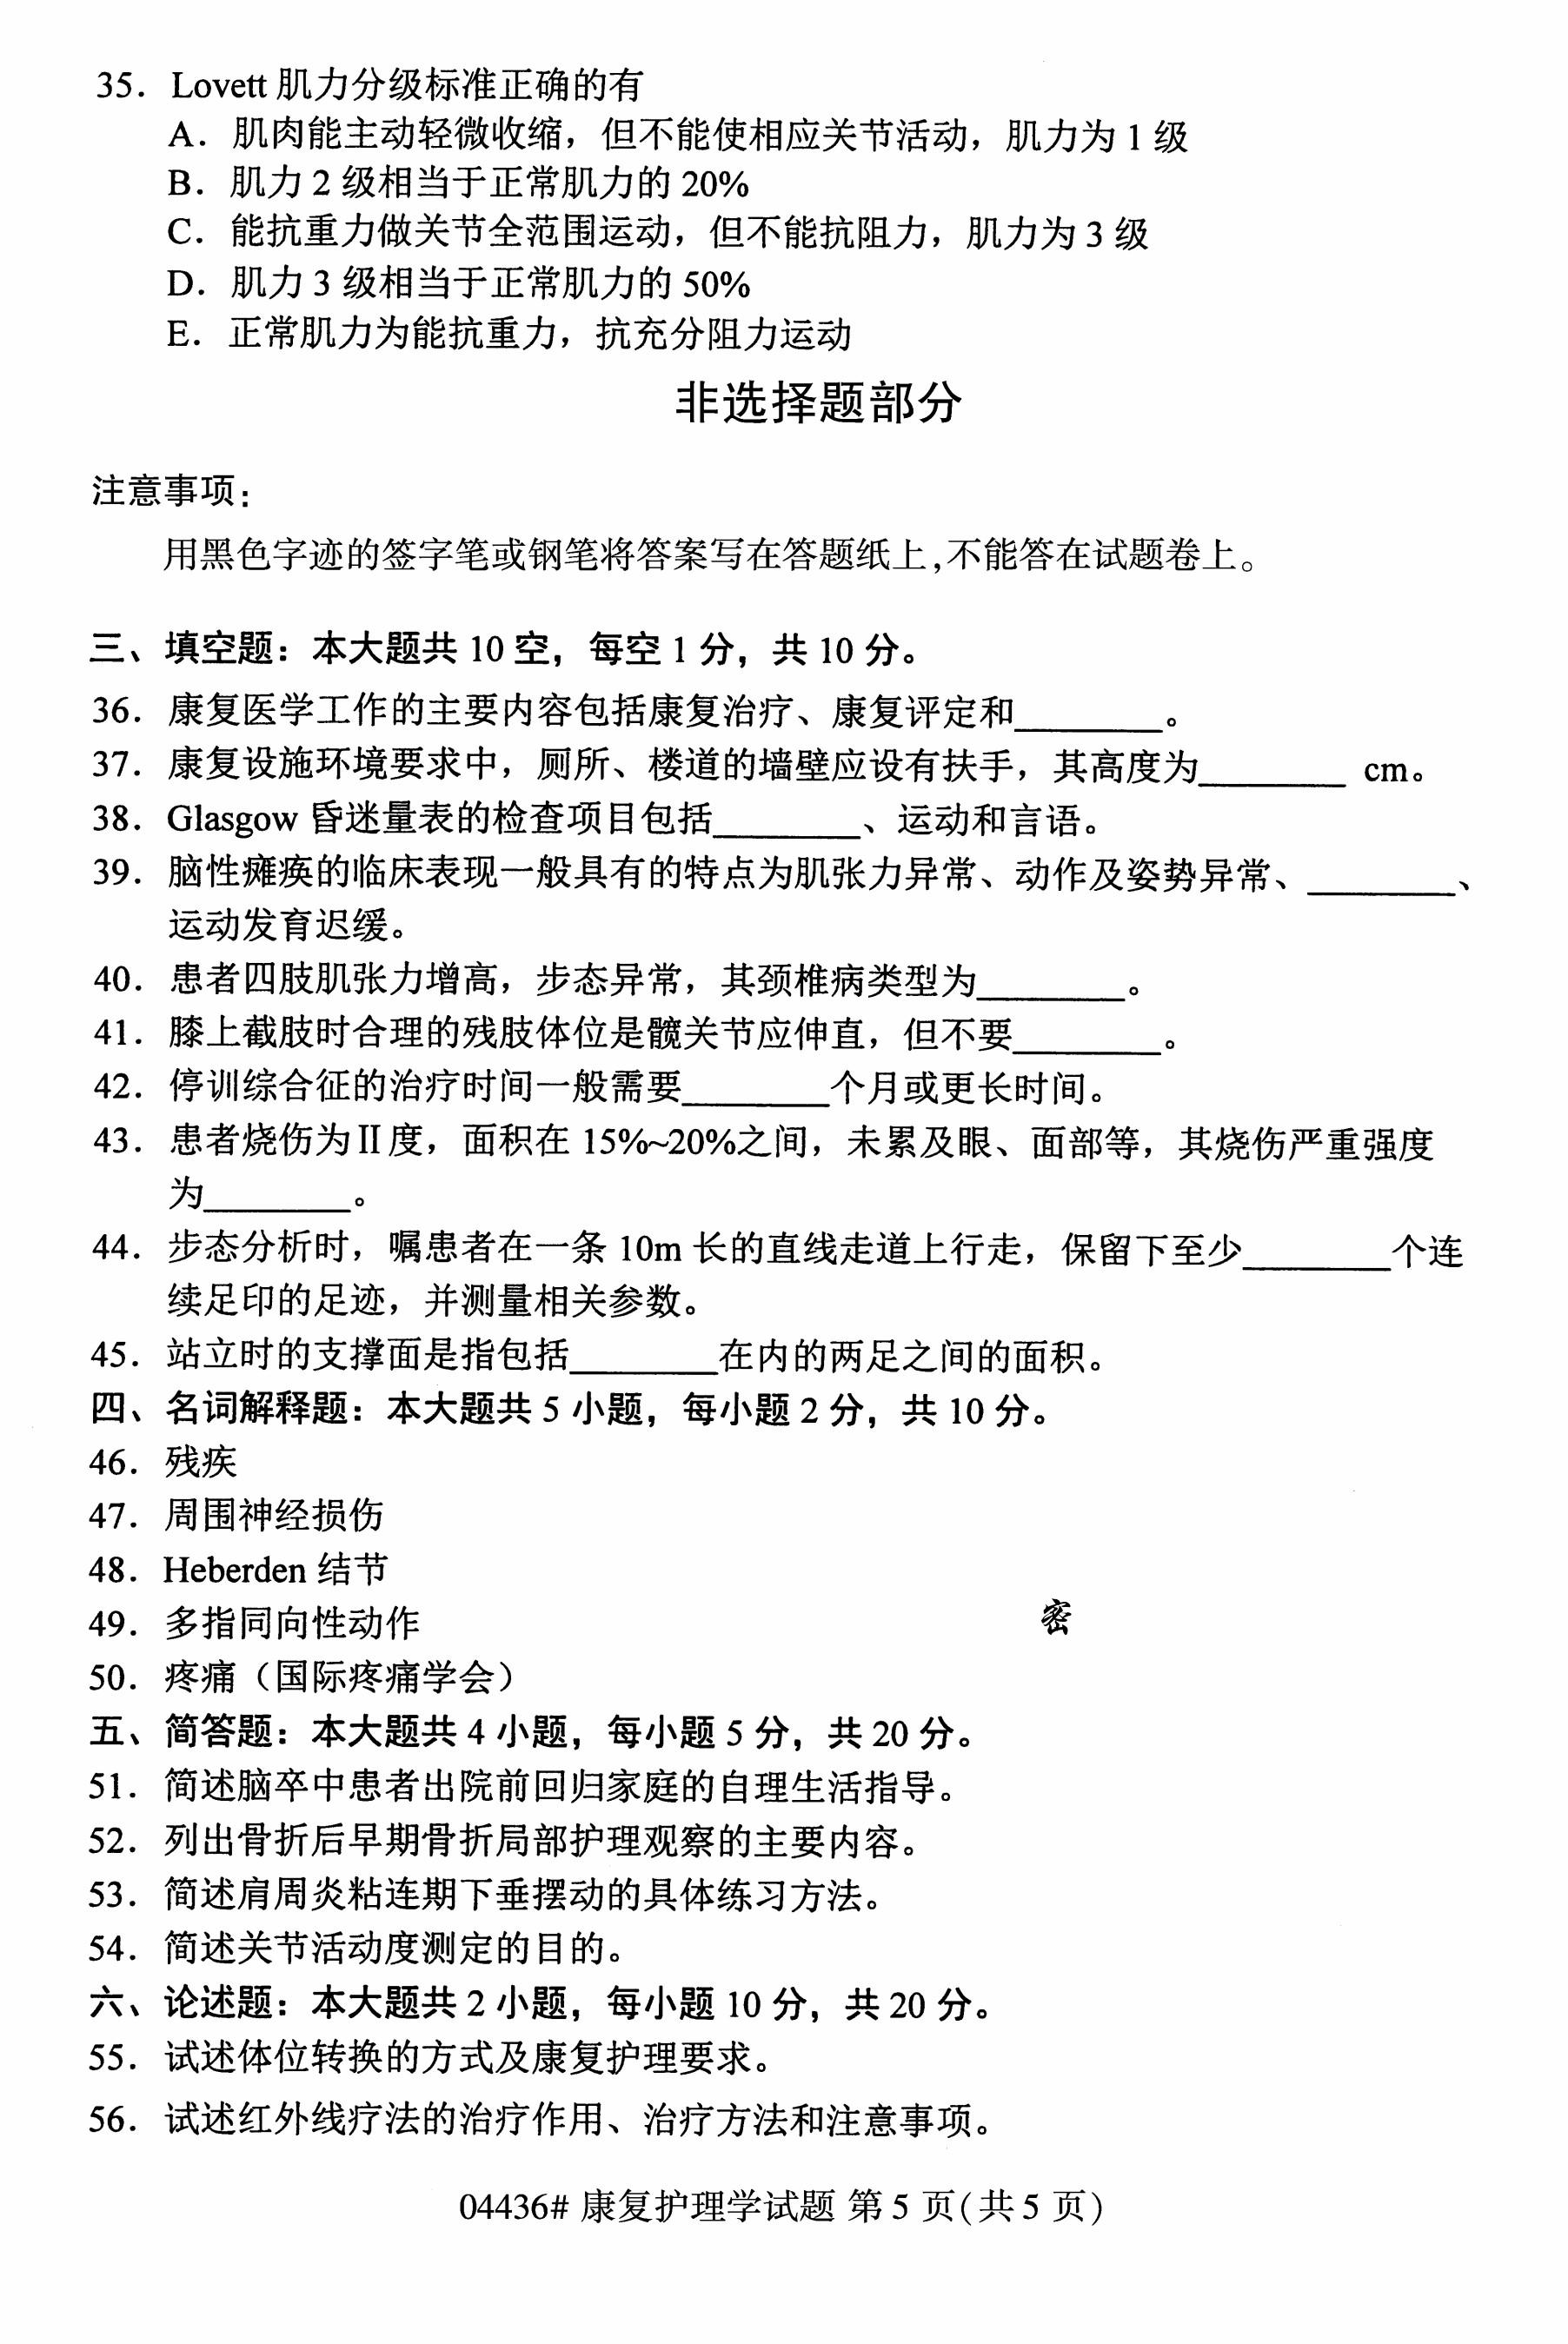 35. Lovett 肌力分级标准正确的有
A. 肌肉能主动轻微收缩，但不能使相应关节活动，肌力为 1 级
B. 肌力 2 级相当于正常肌力的 20%
C. 能抗重力做关节全范围运动，但不能抗阻力，肌力为 3 级
D. 肌力 3 级相当于正常肌力的 50%
E. 正常肌力为能抗重力，抗充分阻力运动
非选择题部分
注意事项：
用黑色字迹的签字笔或钢笔将答案写在答题纸上,不能答在试题卷上。
三、填空题：本大题共 10 空，每空 1 分，共 10 分。
36. 康复医学工作的主要内容包括康复治疗、康复评定和________。
37. 康复设施环境要求中，厕所、楼道的墙壁应设有扶手，其高度为________ cm。
38. Glasgow 昏迷量表的检查项目包括________、运动和言语。
39. 脑性瘫痪的临床表现一般具有的特点为肌张力异常、动作及姿势异常、________、
运动发育迟缓。
40. 患者四肢肌张力增高，步态异常，其颈椎病类型为________。
41. 膝上截肢时合理的残肢体位是髋关节应伸直，但不要________。
42. 停训综合征的治疗时间一般需要________个月或更长时间。
43. 患者烧伤为Ⅱ度，面积在 15%~20%之间，未累及眼、面部等，其烧伤严重强度
为________。
44. 步态分析时，嘱患者在一条 10m 长的直线走道上行走，保留下至少________个连
续足印的足迹，并测量相关参数。
45. 站立时的支撑面是指包括________在内的两足之间的面积。
四、名词解释题：本大题共 5 小题，每小题 2 分，共 10 分。
46. 残疾
47. 周围神经损伤
48. Heberden 结节
49. 多指同向性动作
密
50. 疼痛（国际疼痛学会）
五、简答题：本大题共 4 小题，每小题 5 分，共 20 分。
51. 简述脑卒中患者出院前回归家庭的自理生活指导。
52. 列出骨折后早期骨折局部护理观察的主要内容。
53. 简述肩周炎粘连期下垂摆动的具体练习方法。
54. 简述关节活动度测定的目的。
六、论述题：本大题共 2 小题，每小题 10 分，共 20 分。
55. 试述体位转换的方式及康复护理要求。
56. 试述红外线疗法的治疗作用、治疗方法和注意事项。
04436# 康复护理学试题 第 5 页(共 5 页)